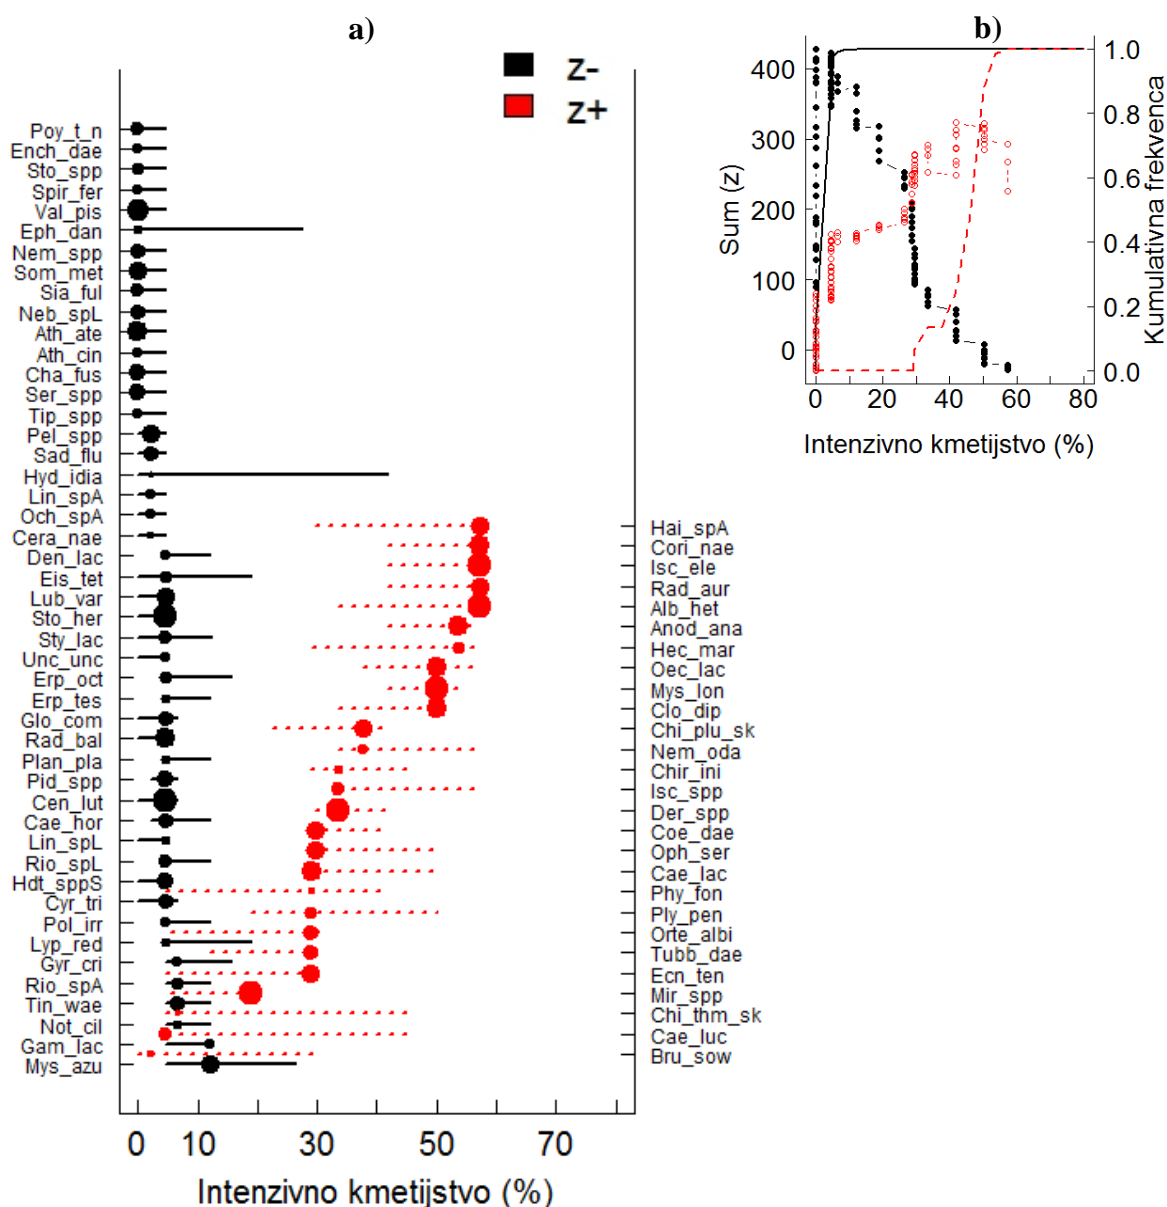 a)
z-
z+
Poy_t_n
Ench_dae
Sto_spp
Spir_fer
Val_pis
Eph_dan
Nem_spp
Som_met
Sia_ful
Neb_spL
Ath_ate
Ath_cin
Cha_fus
Ser_spp
Tip_spp
Pel_spp
Sad_flu
Hyd_idia
Lin_spA
Och_spA
Cera_nae
Den_lac
Eis_tet
Lub_var
Sto_her
Sty_lac
Unc_unc
Erp_oct
Erp_tes
Glo_com
Rad_bal
Plan_pla
Pid_spp
Cen_lut
Cae_hor
Lin_spL
Rio_spL
Hdt_sppS
Cyr_tri
Pol_irr
Lyp_red
Gyr_cri
Rio_spA
Tin_wae
Not_cil
Gam_lac
Mys_azu
Hai_spA
Cori_nae
Isc_ele
Rad_aur
Alb_het
Anod_ana
Hec_mar
Oec_lac
Mys_lon
Clo_dip
Chi_plu_sk
Nem_oda
Chir_ini
Isc_spp
Der_spp
Coe_dae
Oph_ser
Cae_lac
Phy_fon
Ply_pen
Orte_albi
Tubb_dae
Ecn_ten
Mir_spp
Chi_thm_sk
Cae_luc
Bru_sow
0 10 30 50 70
Intenzivno kmetijstvo (%)
b)
Sum (z)
400
300
200
100
0
1.0
0.8
0.6
0.4
0.2
0.0
Kumulativna frekvenca
0 20 40 60 80
Intenzivno kmetijstvo (%)